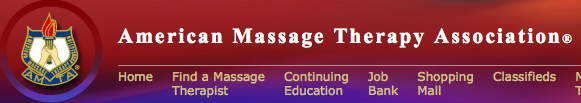 American Massage Therapy Association®
AMTA
Home
Find a Massage
Therapist
Continuing
Education
Job
Bank
Shopping
Mall
Classifieds